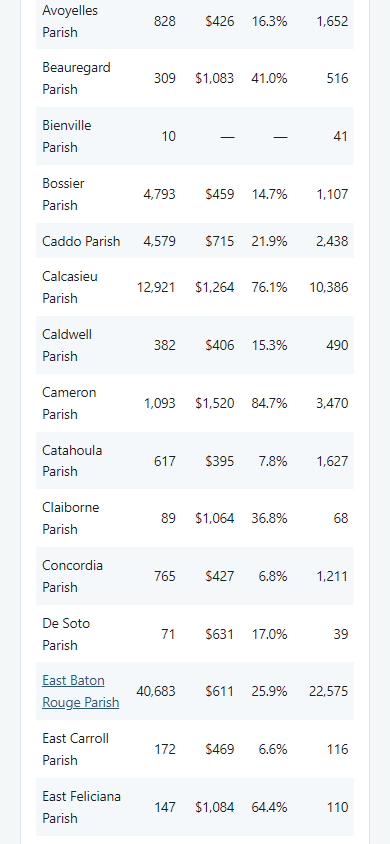 Avoyelles
Parish 828 $426 16.3% 1,652
Beauregard
Parish 309 $1,083 41.0% 516
Bienville
Parish 10 — — 41
Bossier
Parish 4,793 $459 14.7% 1,107
Caddo Parish 4,579 $715 21.9% 2,438
Calcasieu
Parish 12,921 $1,264 76.1% 10,386
Caldwell
Parish 382 $406 15.3% 490
Cameron
Parish 1,093 $1,520 84.7% 3,470
Catahoula
Parish 617 $395 7.8% 1,627
Claiborne
Parish 89 $1,064 36.8% 68
Concordia
Parish 765 $427 6.8% 1,211
De Soto
Parish 71 $631 17.0% 39
East Baton
Rouge Parish 40,683 $611 25.9% 22,575
East Carroll
Parish 172 $469 6.6% 116
East Feliciana
Parish 147 $1,084 64.4% 110